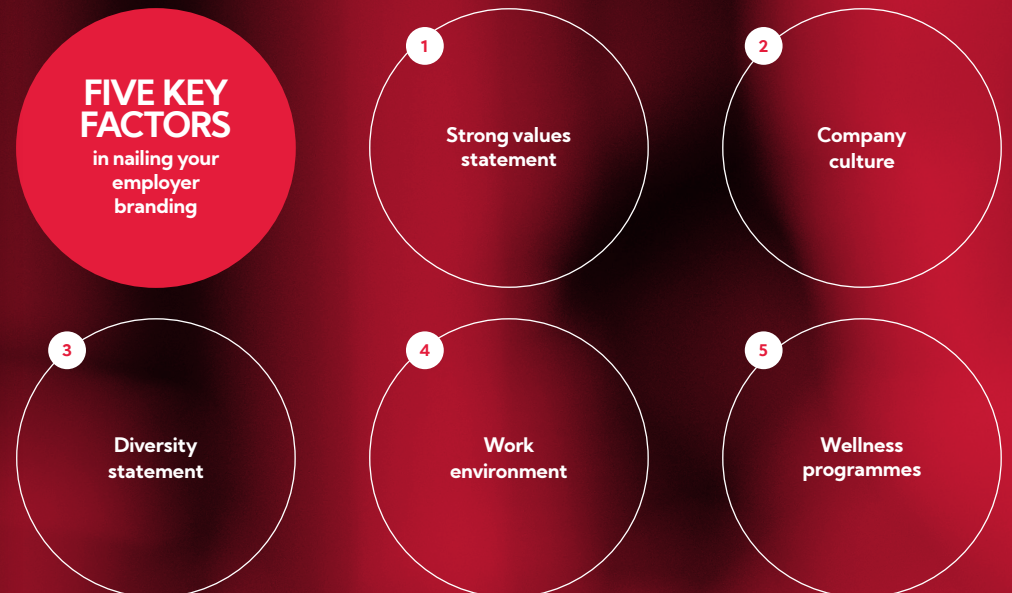 FIVE KEY
FACTORS
in nailing your
employer
branding
1
Strong values
statement
2
Company
culture
3
Diversity
statement
4
Work
environment
5
Wellness
programmes